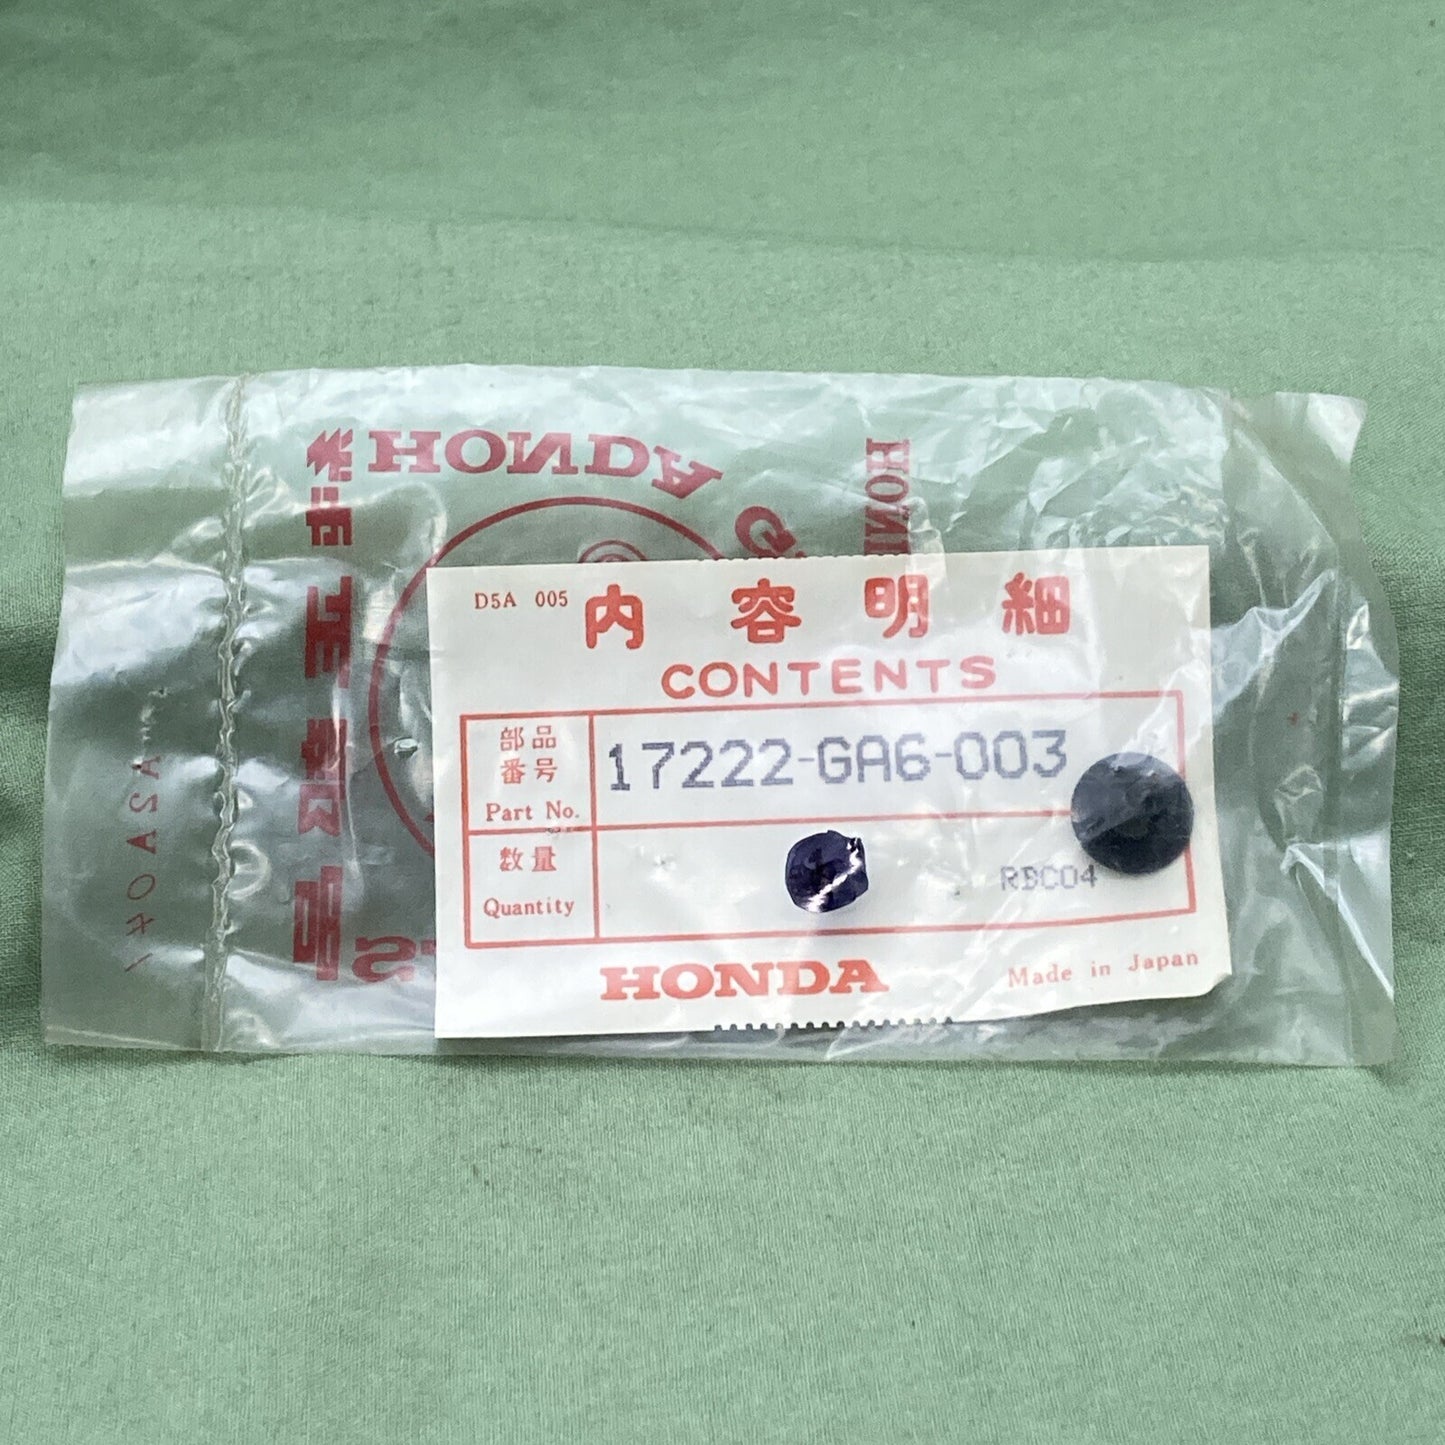 HONDA
HON
D5A 005
内容明細
CONTENTS
部品
番号
Part No.
17222-GA6-003
数量
Quantity
RBC04
HONDA
Made in Japan